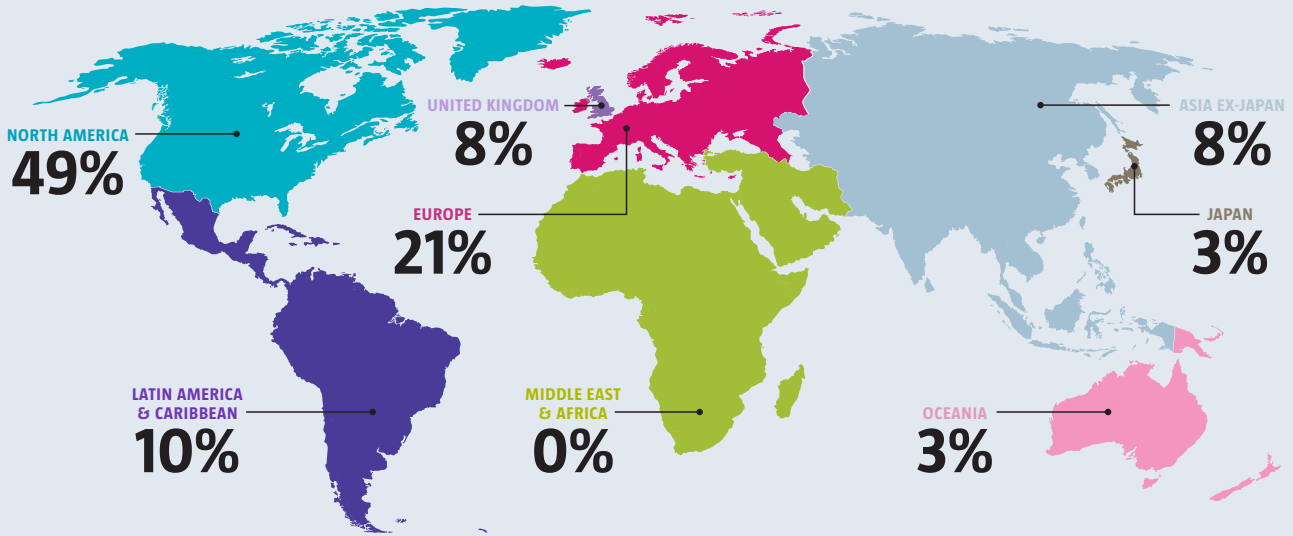 NORTH AMERICA
49%
UNITED KINGDOM
8%
EUROPE
21%
ASIA EX-JAPAN
8%
JAPAN
3%
LATIN AMERICA
& CARIBBEAN
10%
MIDDLE EAST
& AFRICA
0%
OCEANIA
3%